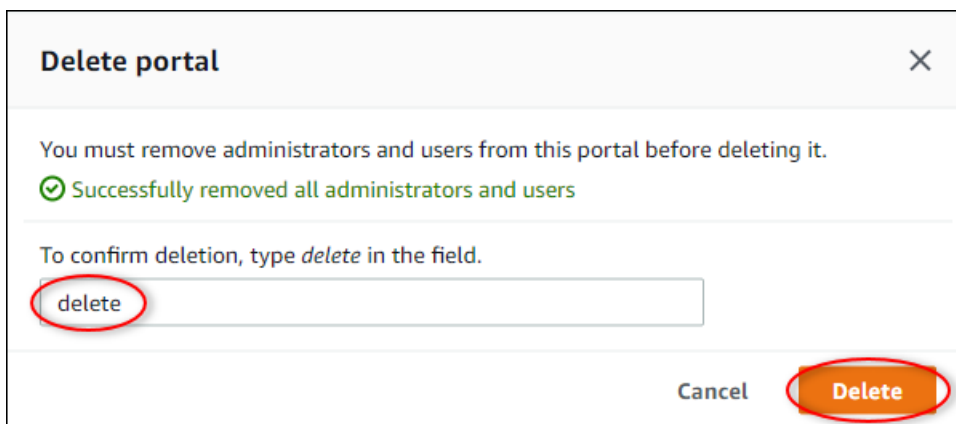 Delete portal
You must remove administrators and users from this portal before deleting it.
Successfully removed all administrators and users
To confirm deletion, type delete in the field.
delete
Cancel Delete